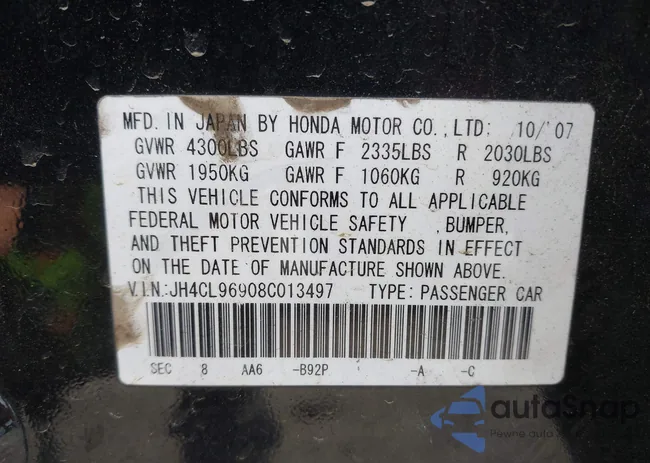 MFD. IN JAPAN BY HONDA MOTOR CO., LTD: 10/'07
GVWR 4300LBS GAWR F 2335LBS R 2030LBS
GVWR 1950KG GAWR F 1060KG R 920KG
THIS VEHICLE CONFORMS TO ALL APPLICABLE
FEDERAL MOTOR VEHICLE SAFETY , BUMPER,
AND THEFT PREVENTION STANDARDS IN EFFECT
ON THE DATE OF MANUFACTURE SHOWN ABOVE.
V.I.N:JH4CL96908C013497 TYPE: PASSENGER CAR
SEC 8 AA6 -B92P -A -C
autoSnap
Pewne auto z